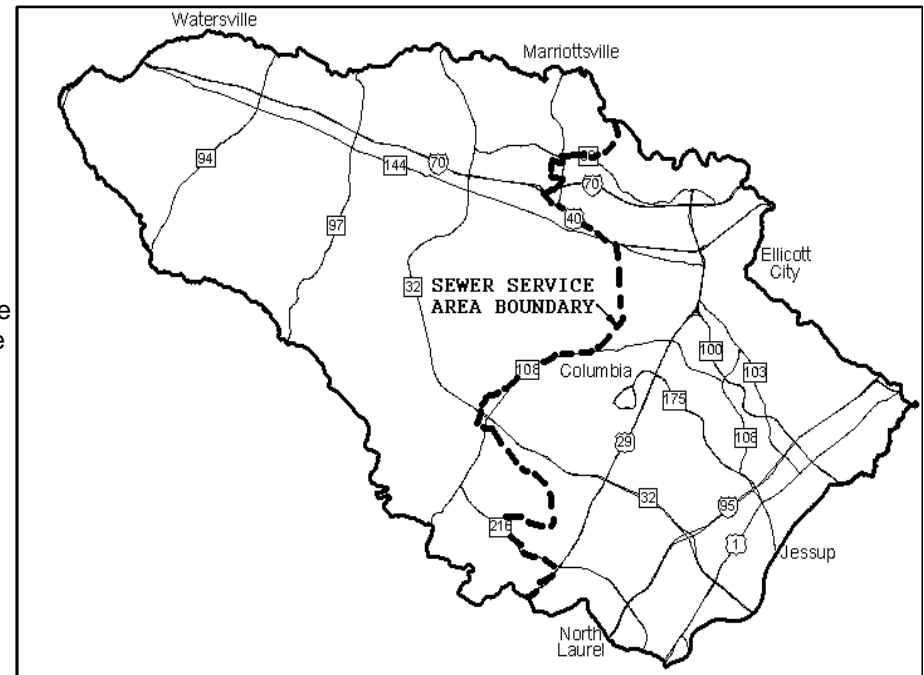 Watersville
Marriottsville
94
144
70
99
70
97
40
Ellicott
City
32
SEWER SERVICE
AREA BOUNDARY
e
e
108
Columbia
100
103
175
108
29
32
95
216
1
Jessup
North
Laurel